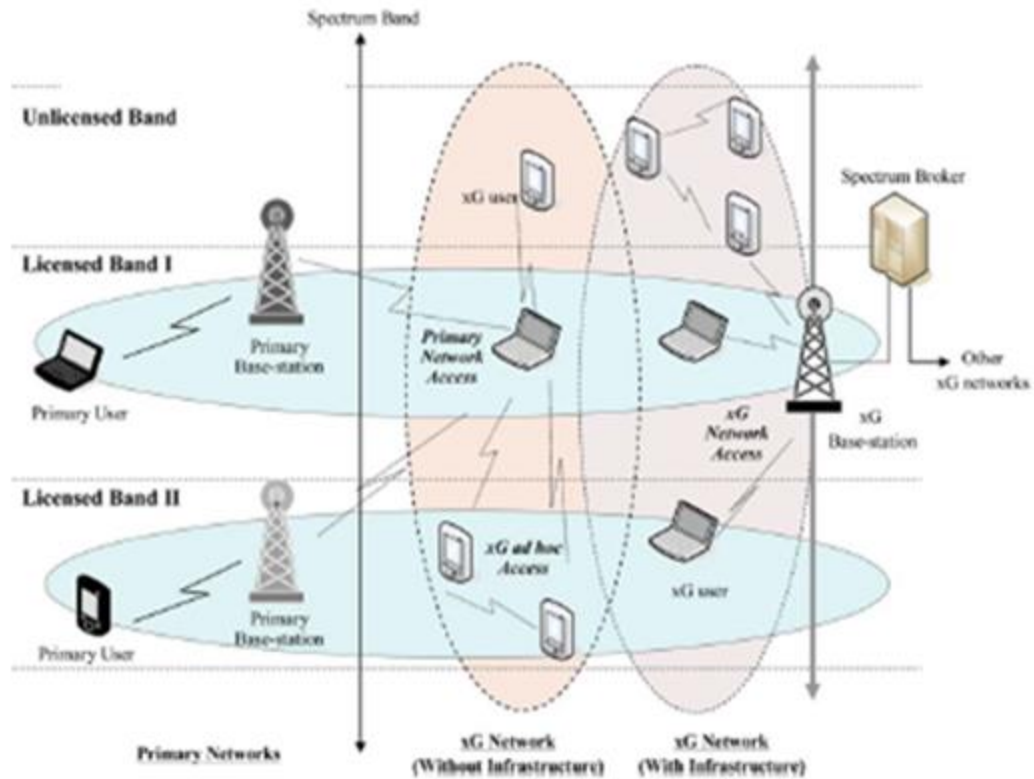 Spectrum Band
Unlicensed Band
xG user
Spectrum Broker
Licensed Band I
Primary
Base-station
Primary User
Primary
Network
Access
xG
Network
Access
xG
Base-station
Other
xG networks
Licensed Band II
Primary
Base-station
Primary User
xG ad hoc
Access
xG user
Primary Networks
xG Network
(Without Infrastructure)
xG Network
(With Infrastructure)